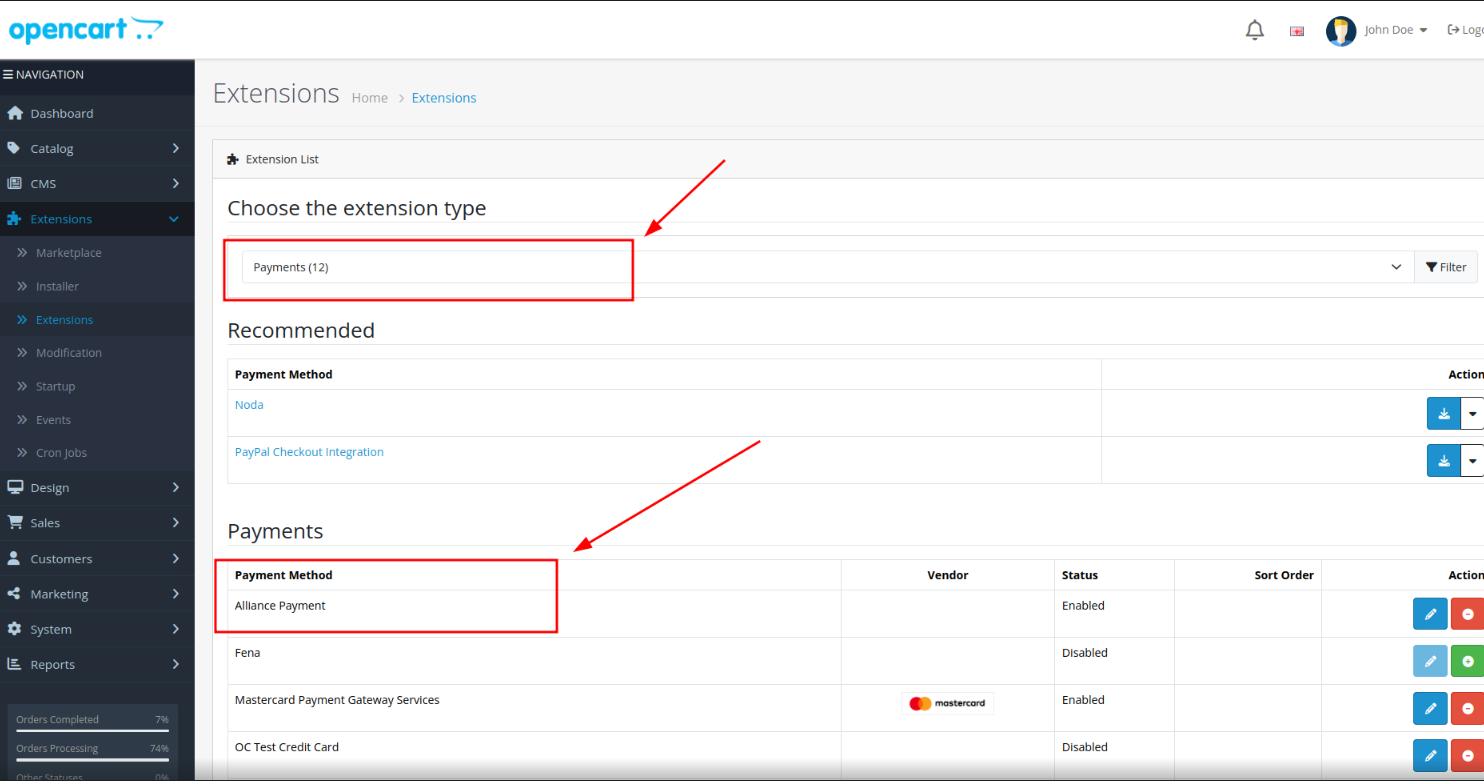 opencart
John Doe
Logo
NAVIGATION
Dashboard
Catalog
CMS
Extensions
Marketplace
Installer
Extensions
Modification
Startup
Events
Cron Jobs
Design
Sales
Customers
Marketing
System
Reports
Orders Completed 7%
Orders Processing 74%
Other Statuses 0%
Extensions Home > Extensions
Extension List
Choose the extension type
Payments (12) Filter
Recommended
Payment Method Action
Noda
PayPal Checkout Integration
Payments
Payment Method Vendor Status Sort Order Action
Alliance Payment Enabled
Fena Disabled
Mastercard Payment Gateway Services mastercard Enabled
OC Test Credit Card Disabled